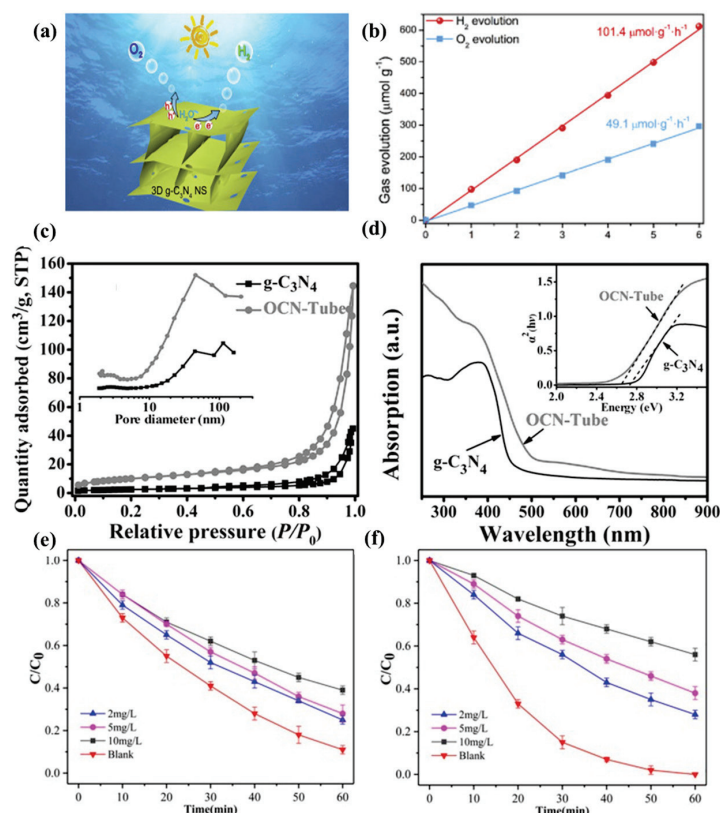 (a)
O2
H2
h+
h+
H3O+
e- e-
3D g-C3N4 NS
(b)
H2 evolution
O2 evolution
101.4 μmol·g-1·h-1
49.1 μmol·g-1·h-1
Gas evolution (μmol g-1)
600
500
400
300
200
100
0
0 1 2 3 4 5 6
(c)
g-C3N4
OCN-Tube
1 10 100
Pore diameter (nm)
Quantity adsorbed (cm3/g, STP)
160
140
120
100
80
60
40
20
0
0.0 0.2 0.4 0.6 0.8 1.0
Relative pressure (P/P0)
(d)
OCN-Tube
g-C3N4
α2(hν)
1.5
1.0
0.5
0.0
2.0 2.4 2.8 3.2
Energy (eV)
g-C3N4
OCN-Tube
Absorption (a.u.)
300 400 500 600 700 800 900
Wavelength (nm)
(e)
C/C0
1.0
0.8
0.6
0.4
0.2
0.0
2mg/L
5mg/L
10mg/L
Blank
0 10 20 30 40 50 60
Time(min)
(f)
C/C0
1.0
0.8
0.6
0.4
0.2
0.0
2mg/L
5mg/L
10mg/L
Blank
0 10 20 30 40 50 60
Time(min)